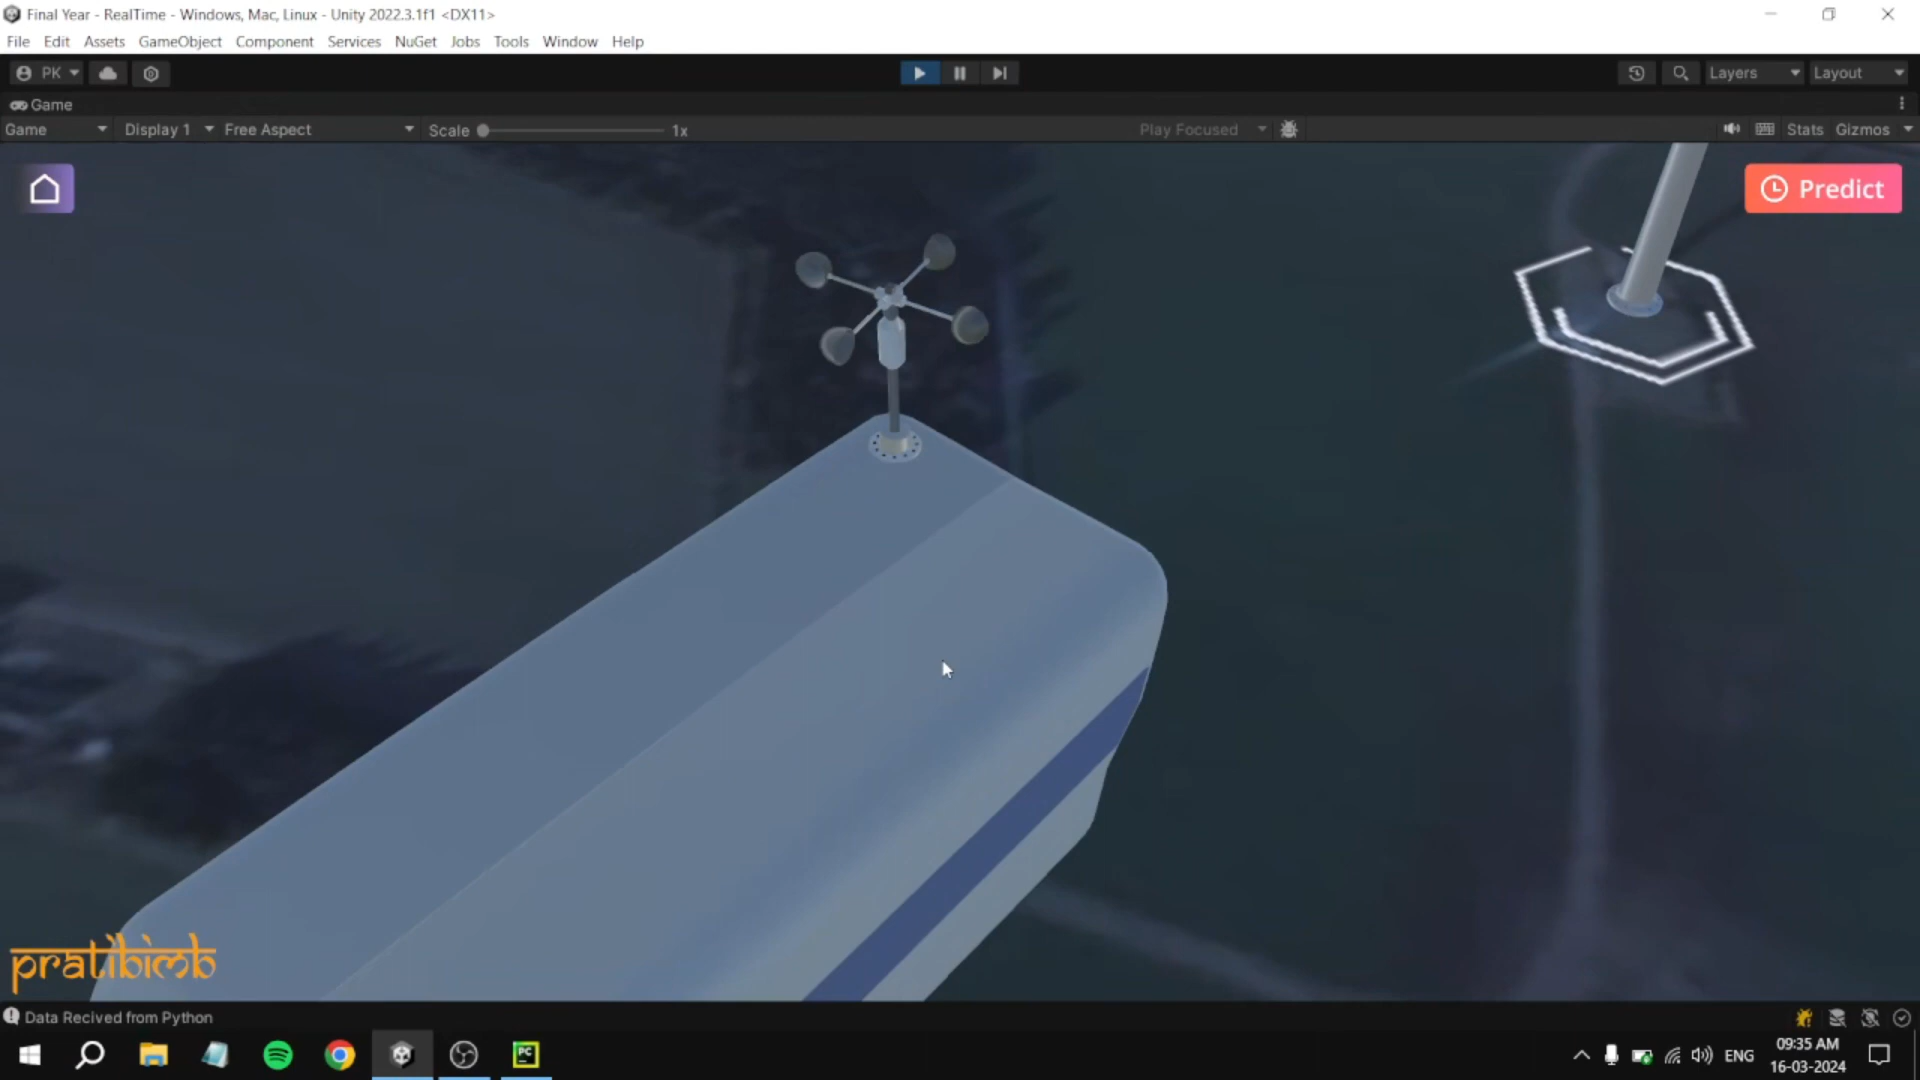 Final Year - RealTime - Windows, Mac, Linux - Unity 2022.3.1f1 <DX11>
File Edit Assets GameObject Component Services NuGet Jobs Tools Window Help
PK Layers Layout
Game
Game Display 1 Free Aspect Scale 1x Play Focused Stats Gizmos
Predict
pratibimb
Data Recived from Python
PC
ENG
09:35 AM
16-03-2024